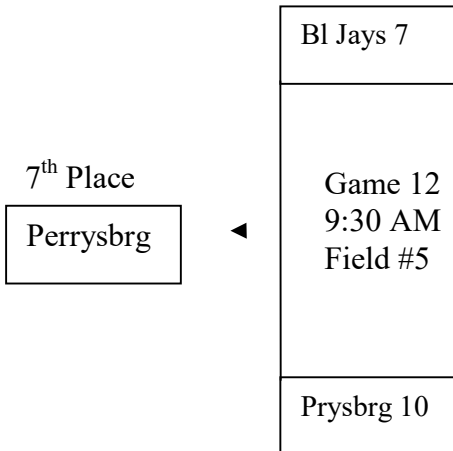 Bl Jays 7
7th Place
Perrysbrg
Game 12
9:30 AM
Field #5
Prysbrg 10